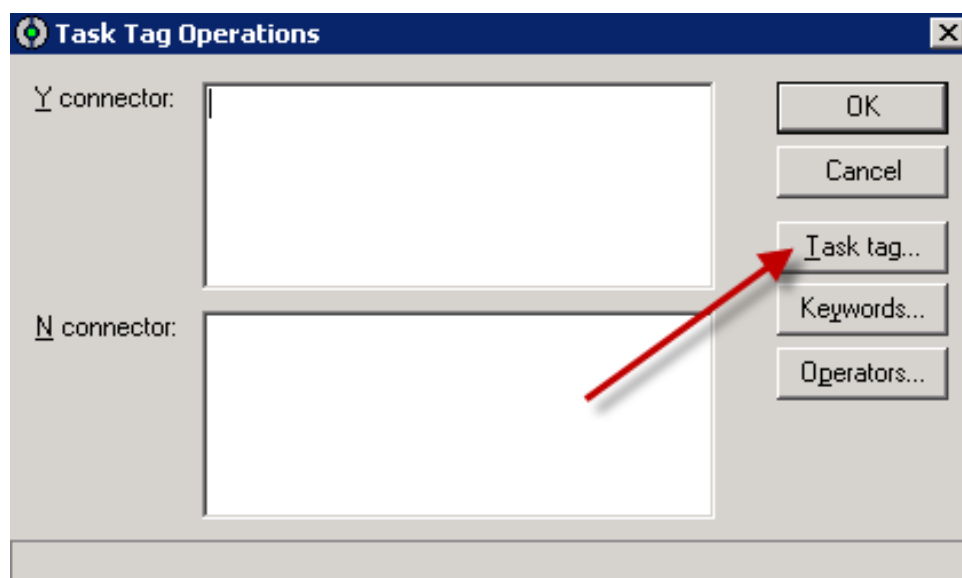 Task Tag Operations
Y connector:
OK
Cancel
Task tag...
Keywords...
N connector:
Operators...